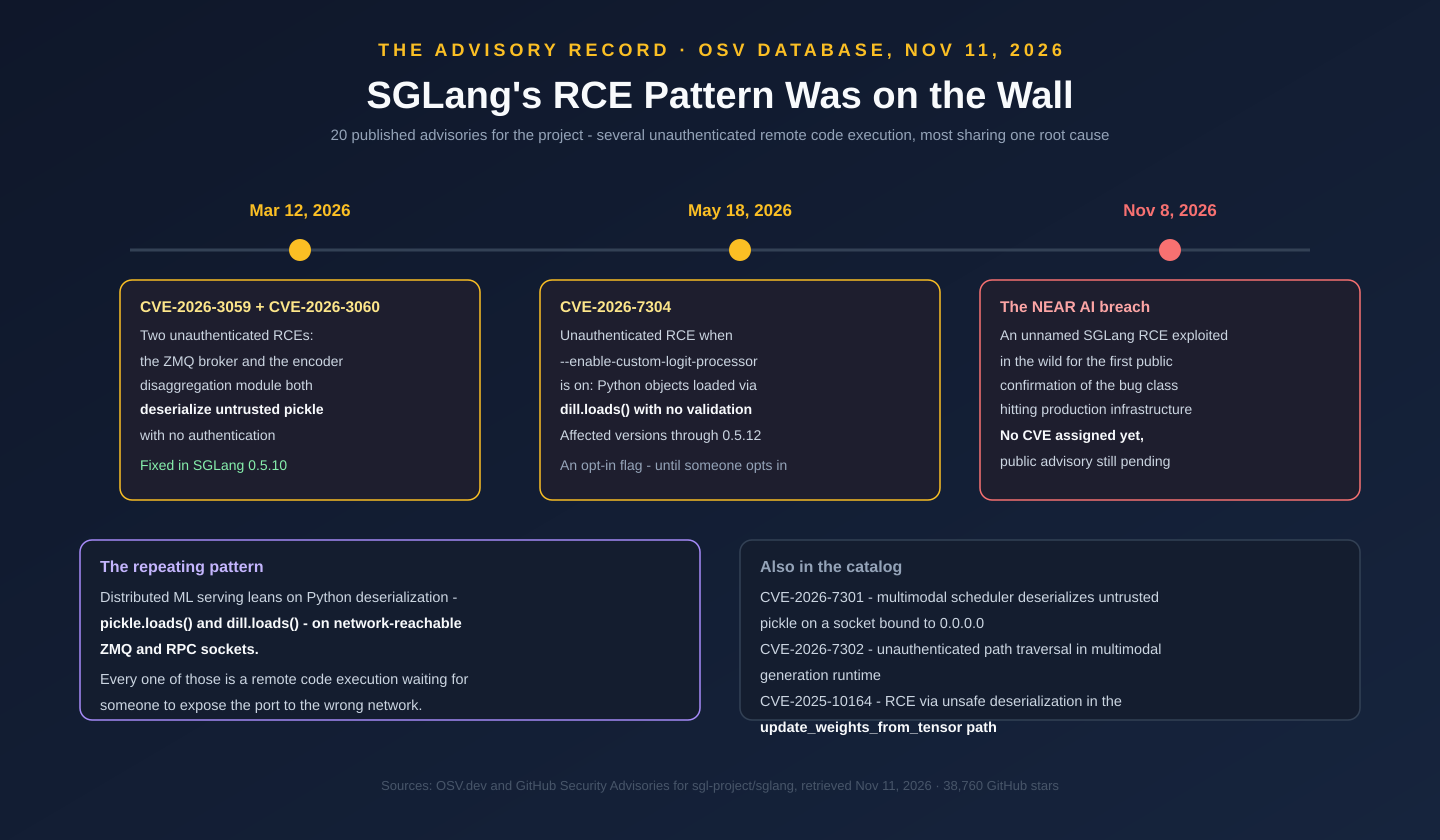 THE ADVISORY RECORD · OSV DATABASE, NOV 11, 2026
SGLang's RCE Pattern Was on the Wall
20 published advisories for the project - several unauthenticated remote code execution, most sharing one root cause
Mar 12, 2026
May 18, 2026
Nov 8, 2026
CVE-2026-3059 + CVE-2026-3060
Two unauthenticated RCEs:
the ZMQ broker and the encoder
disaggregation module both
deserialize untrusted pickle
with no authentication
Fixed in SGLang 0.5.10
CVE-2026-7304
Unauthenticated RCE when
--enable-custom-logit-processor
is on: Python objects loaded via
dill.loads() with no validation
Affected versions through 0.5.12
An opt-in flag - until someone opts in
The NEAR AI breach
An unnamed SGLang RCE exploited
in the wild for the first public
confirmation of the bug class
hitting production infrastructure
No CVE assigned yet,
public advisory still pending
The repeating pattern
Distributed ML serving leans on Python deserialization -
pickle.loads() and dill.loads() - on network-reachable
ZMQ and RPC sockets.
Every one of those is a remote code execution waiting for
someone to expose the port to the wrong network.
Also in the catalog
CVE-2026-7301 - multimodal scheduler deserializes untrusted
pickle on a socket bound to 0.0.0.0
CVE-2026-7302 - unauthenticated path traversal in multimodal
generation runtime
CVE-2025-10164 - RCE via unsafe deserialization in the
update_weights_from_tensor path
Sources: OSV.dev and GitHub Security Advisories for sgl-project/sglang, retrieved Nov 11, 2026 · 38,760 GitHub stars